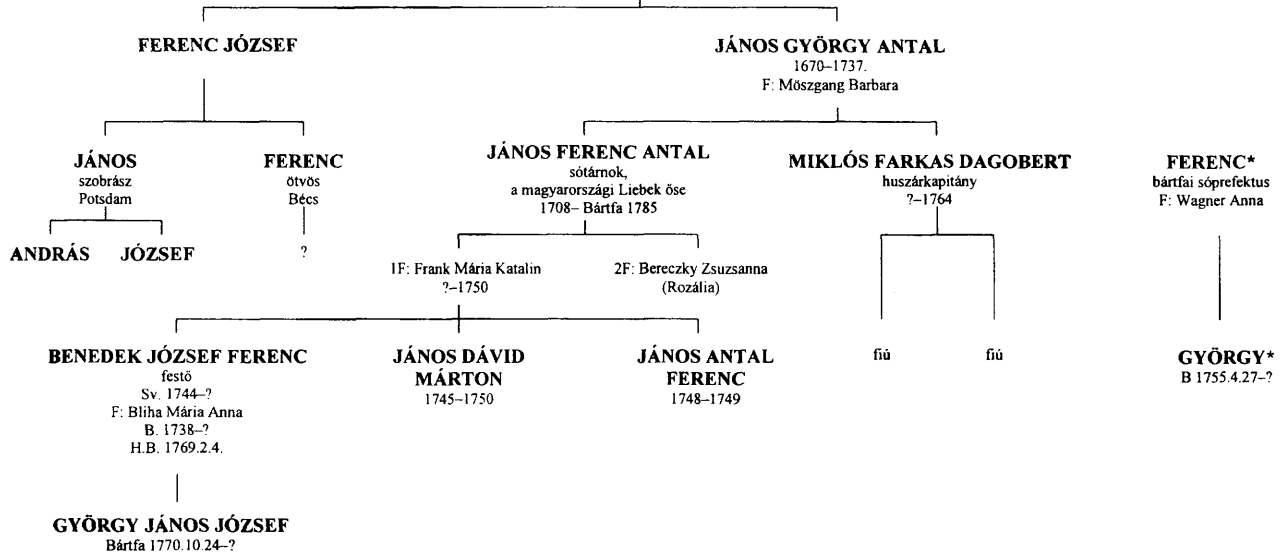 FERENC JÓZSEF
JÁNOS GYÖRGY ANTAL
1670–1737.
F: Möszgang Barbara
JÁNOS
szobrász
Potsdam
FERENC
ötvös
Bécs
JÁNOS FERENC ANTAL
sótárnok,
a magyarországi Liebek őse
1708– Bártfa 1785
MIKLÓS FARKAS DAGOBERT
huszárkapitány
?–1764
FERENC*
bártfai sóprefektus
F: Wagner Anna
ANDRÁS
JÓZSEF
?
1F: Frank Mária Katalin
?–1750
2F: Bereczky Zsuzsanna
(Rozália)
BENEDEK JÓZSEF FERENC
festő
Sv. 1744–?
F: Bliha Mária Anna
B. 1738–?
H.B. 1769.2.4.
JÁNOS DÁVID
MÁRTON
1745–1750
JÁNOS ANTAL
FERENC
1748–1749
fiú
fiú
GYÖRGY*
B 1755.4.27–?
GYÖRGY JÁNOS JÓZSEF
Bártfa 1770.10.24–?